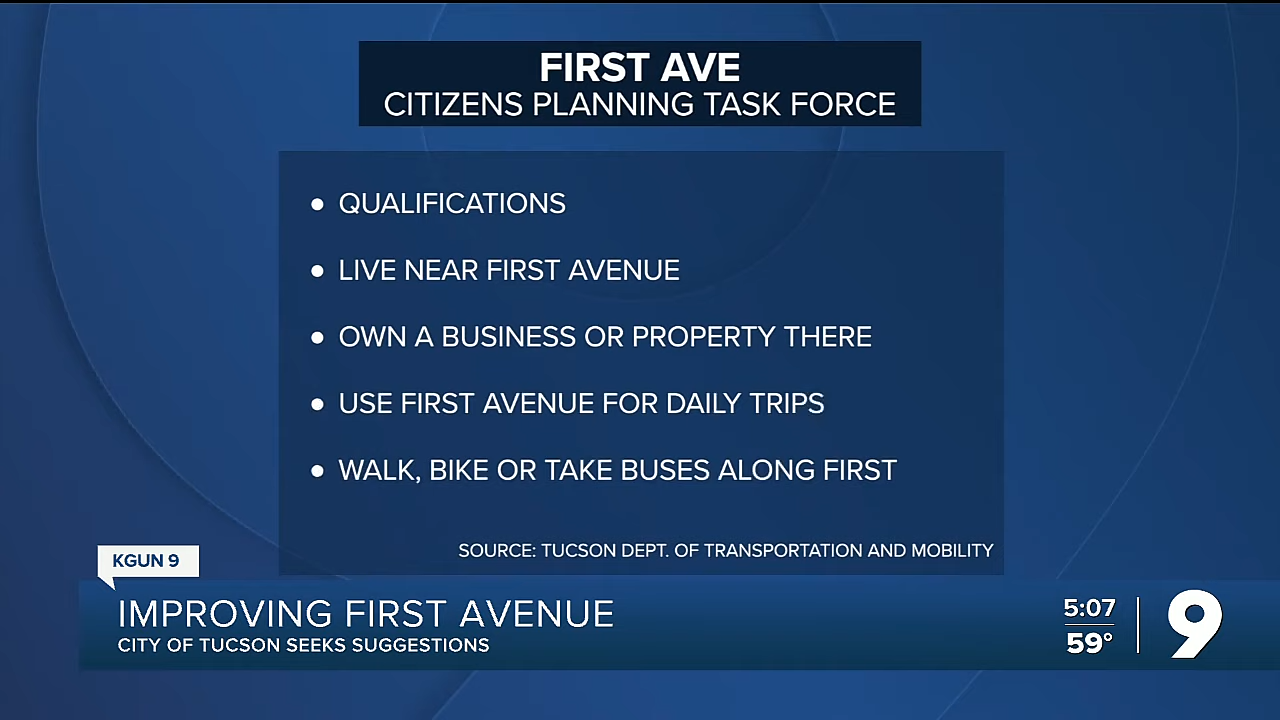 FIRST AVE
CITIZENS PLANNING TASK FORCE
● QUALIFICATIONS
● LIVE NEAR FIRST AVENUE
● OWN A BUSINESS OR PROPERTY THERE
● USE FIRST AVENUE FOR DAILY TRIPS
● WALK, BIKE OR TAKE BUSES ALONG FIRST
SOURCE: TUCSON DEPT. OF TRANSPORTATION AND MOBILITY
KGUN 9
IMPROVING FIRST AVENUE
CITY OF TUCSON SEEKS SUGGESTIONS
5:07
59°
9